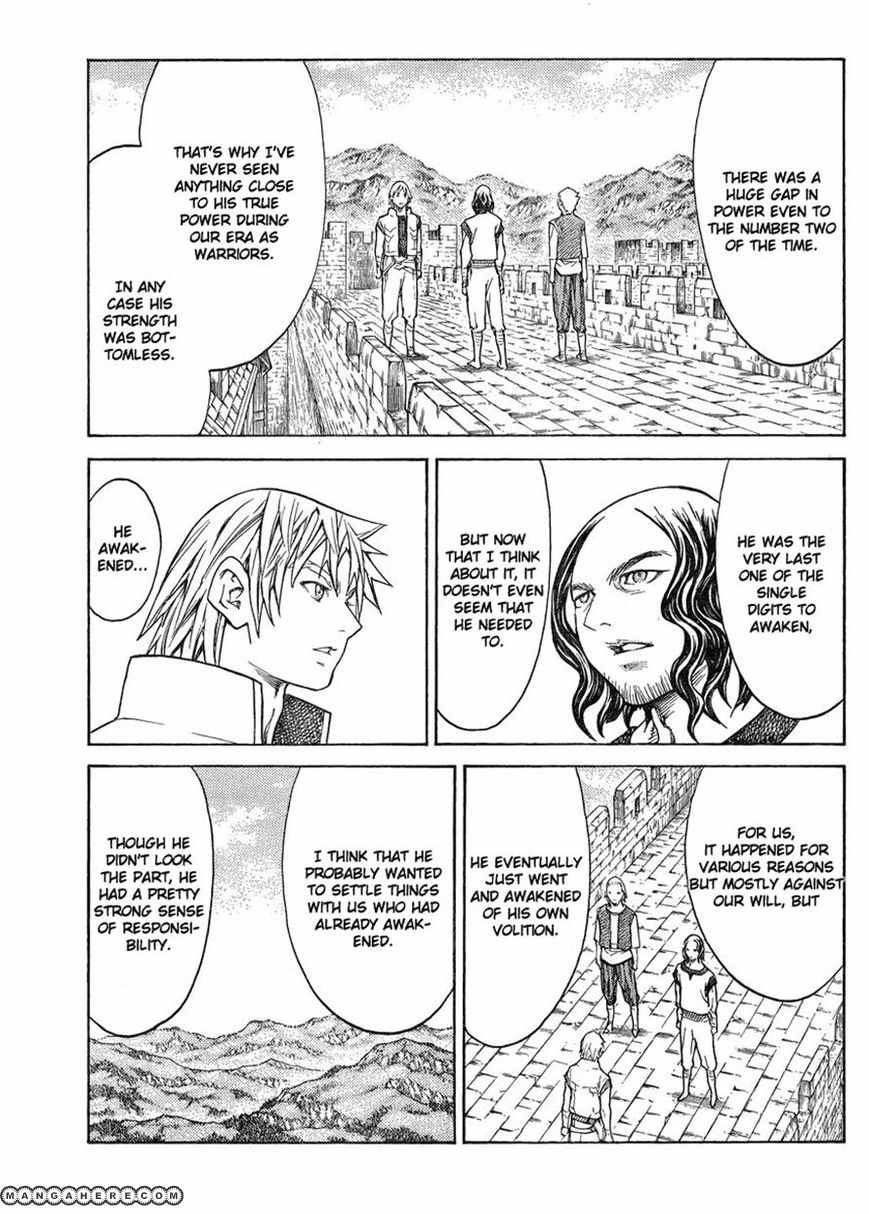 THERE WAS A
HUGE GAP IN
POWER EVEN TO
THE NUMBER TWO
OF THE TIME.
THAT'S WHY I'VE
NEVER SEEN
ANYTHING CLOSE
TO HIS TRUE
POWER DURING
OUR ERA AS
WARRIORS.
IN ANY
CASE HIS
STRENGTH
WAS BOT-
TOMLESS.
HE WAS THE
VERY LAST
ONE OF THE
SINGLE
DIGITS TO
AWAKEN,
BUT NOW
THAT I THINK
ABOUT IT, IT
DOESN'T EVEN
SEEM THAT
HE NEEDED
TO.
HE
AWAK-
ENED...
FOR US,
IT HAPPENED FOR
VARIOUS REASONS
BUT MOSTLY AGAINST
OUR WILL, BUT
HE EVENTUALLY
JUST WENT
AND AWAKENED
OF HIS OWN
VOLITION.
I THINK THAT HE
PROBABLY WANTED
TO SETTLE THINGS
WITH US WHO HAD
ALREADY AWAK-
ENED.
THOUGH HE
DIDN'T LOOK
THE PART, HE
HAD A PRETTY
STRONG SENSE
OF RESPONSI-
BILITY.
MANGAHERE.COM